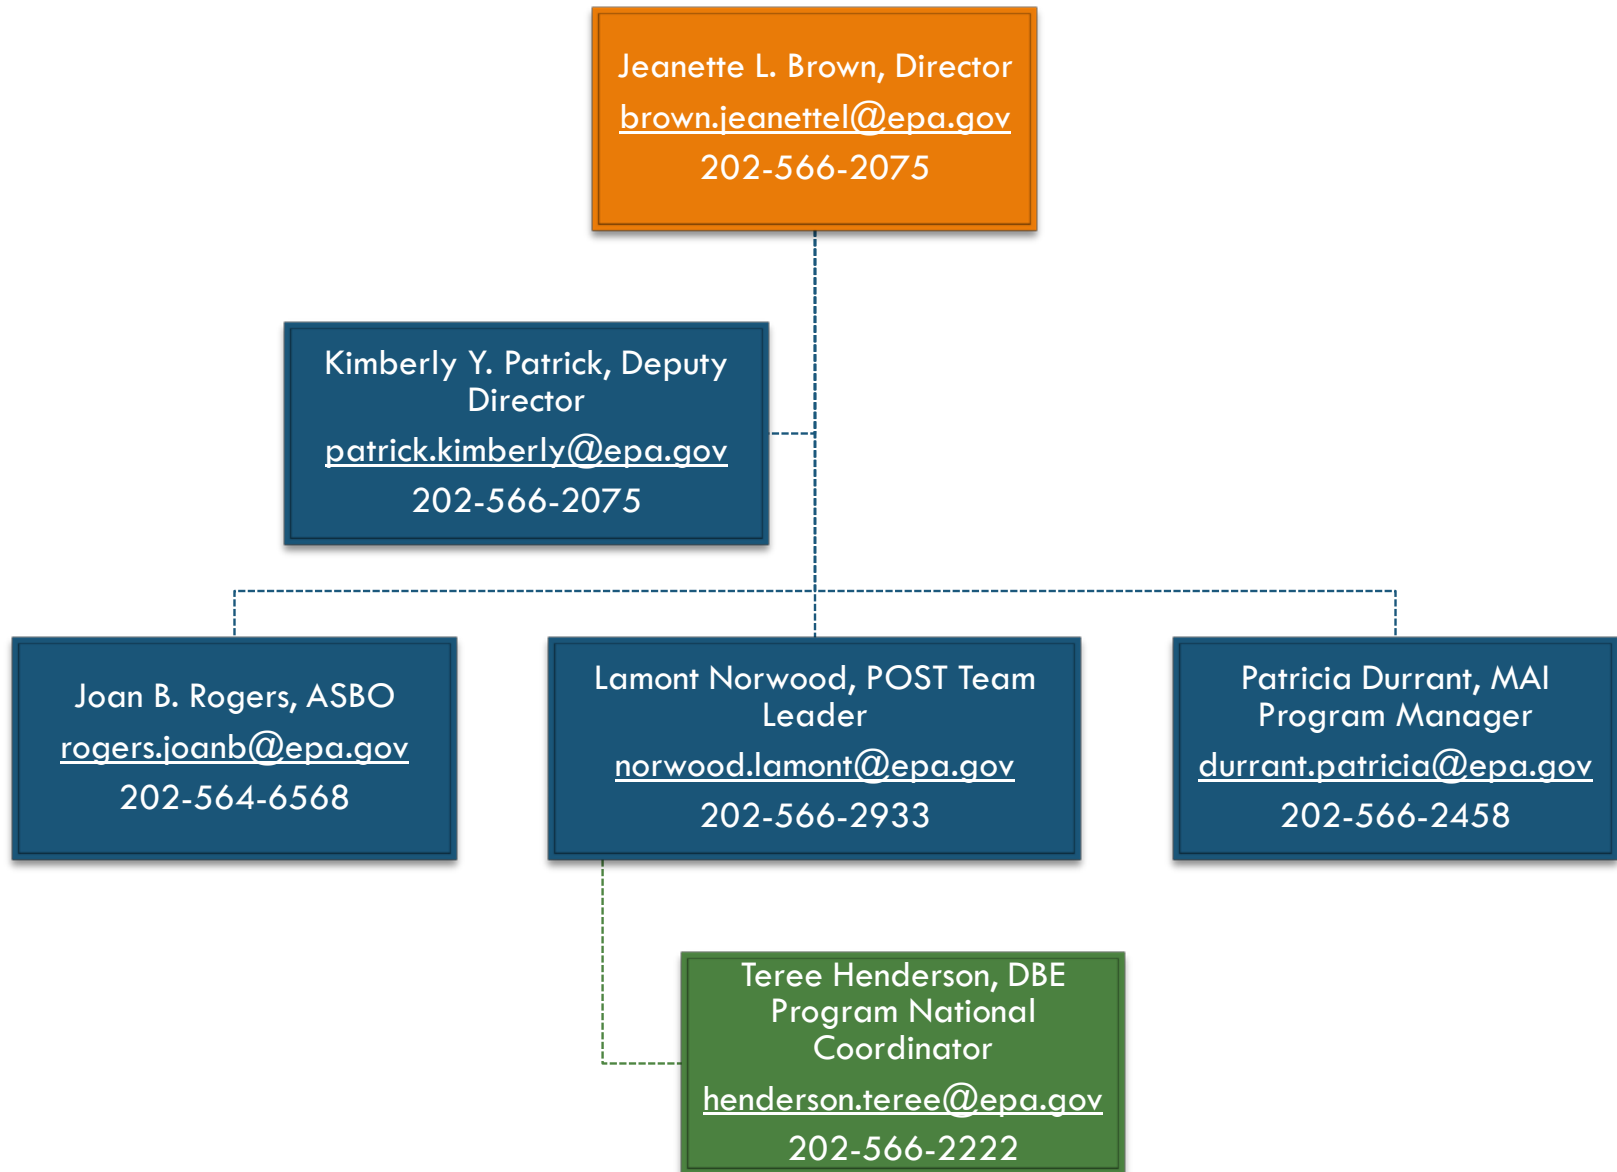 Jeanette L. Brown, Director
brown.jeanettel@epa.gov
202-566-2075
Kimberly Y. Patrick, Deputy
Director
patrick.kimberly@epa.gov
202-566-2075
Joan B. Rogers, ASBO
rogers.joanb@epa.gov
202-564-6568
Lamont Norwood, POST Team
Leader
norwood.lamont@epa.gov
202-566-2933
Patricia Durrant, MAI
Program Manager
durrant.patricia@epa.gov
202-566-2458
Teree Henderson, DBE
Program National
Coordinator
henderson.teree@epa.gov
202-566-2222